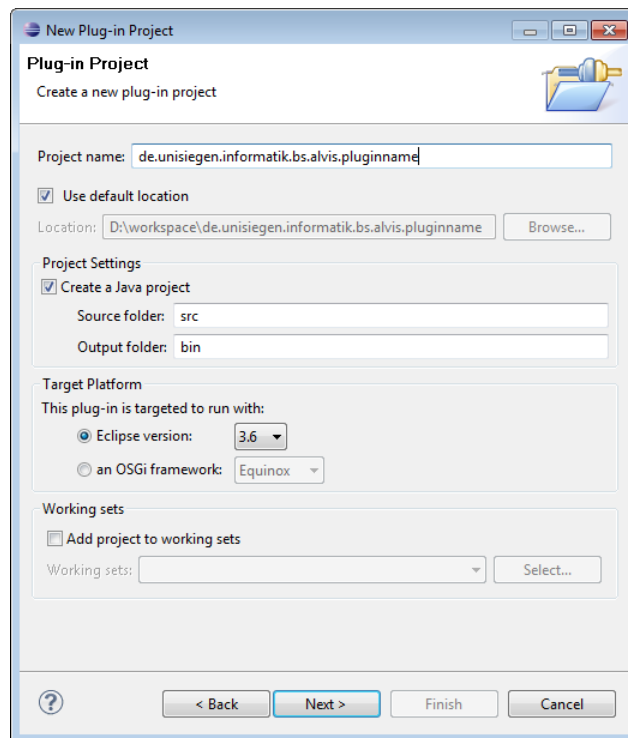 New Plug-in Project
Plug-in Project
Create a new plug-in project
Project name: de.unisiegen.informatik.bs.alvis.pluginname
Use default location
Location: D:\workspace\de.unisiegen.informatik.bs.alvis.pluginname Browse...
Project Settings
Create a Java project
Source folder: src
Output folder: bin
Target Platform
This plug-in is targeted to run with:
Eclipse version: 3.6
an OSGi framework: Equinox
Working sets
Add project to working sets
Working sets: Select...
? < Back Next > Finish Cancel